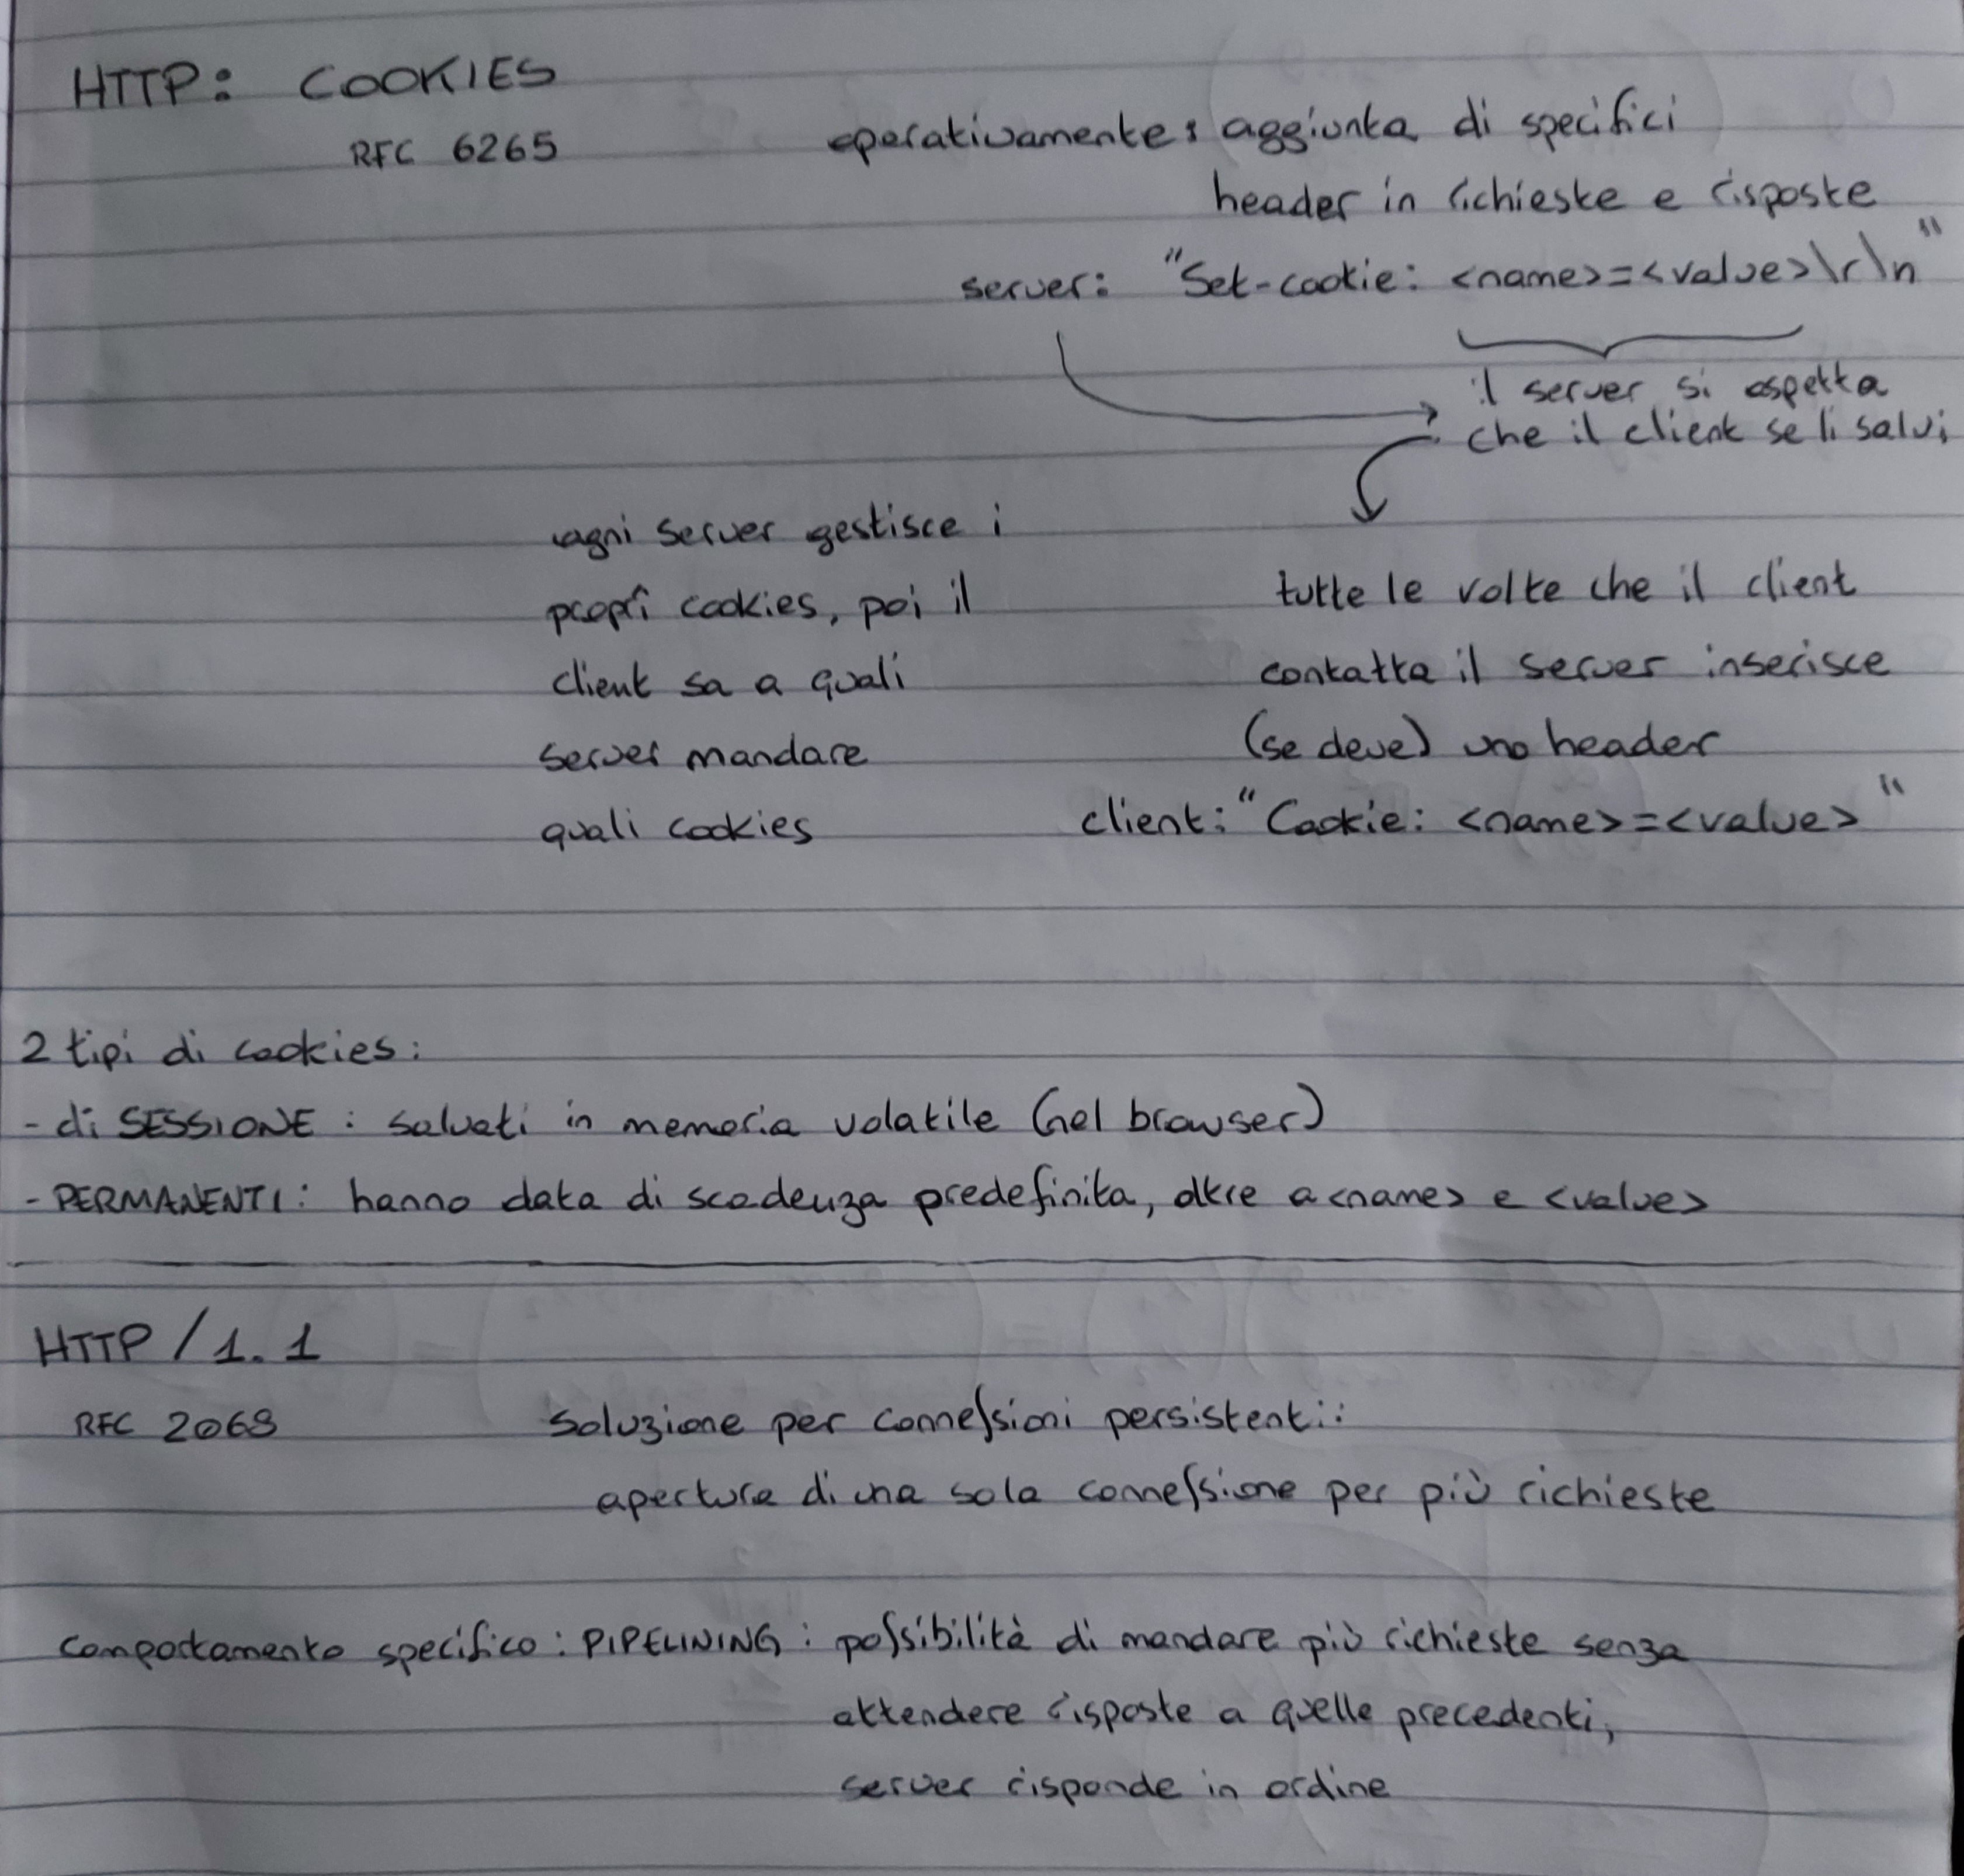 HTTP: COOKIES
RFC 6265
operativamente: aggiunta di specifici
header in richieste e risposte
server: "Set-cookie: <name>=<value>\r\n"
il server si aspetta
che il client se li salvi
ogni server gestisce i
propri cookies, poi il
client sa a quali
server mandare
quali cookies
tutte le volte che il client
contatta il server inserisce
(se deve) uno header
client: "Cookie: <name>=<value>"
2 tipi di cookies:
- di SESSIONE : salvati in memoria volatile (nel browser)
- PERMANENTI: hanno data di scadenza predefinita, oltre a <name> e <value>
HTTP / 1.1
RFC 2068
Soluzione per connessioni persistenti:
apertura di una sola connessione per più richieste
comportamento specifico: PIPELINING: possibilità di mandare più richieste senza
attendere risposte a quelle precedenti,
server risponde in ordine